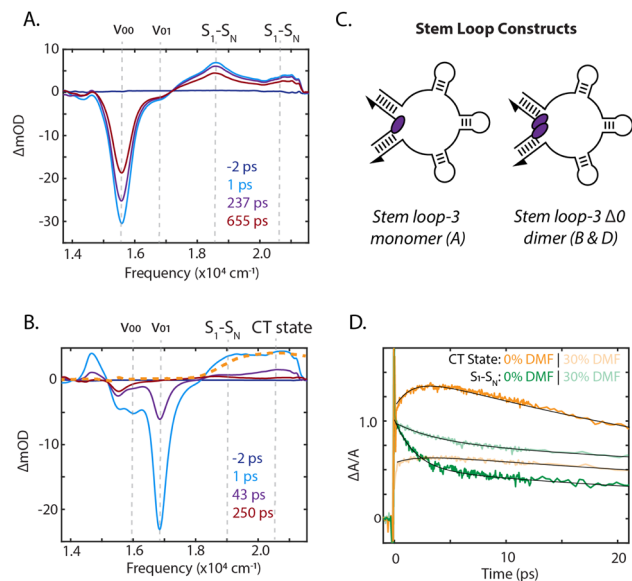 A.
ν00 ν01 S1-SN S1-SN
10
0
-10
-20
-30
ΔmOD
-2 ps
1 ps
237 ps
655 ps
1.4 1.6 1.8 2.0
Frequency (x10⁴ cm⁻¹)
C.
Stem Loop Constructs
Stem loop-3
monomer (A)
Stem loop-3 Δ0
dimer (B & D)
B.
ν00 ν01 S1-SN CT state
0
-10
-20
ΔmOD
-2 ps
1 ps
43 ps
250 ps
1.4 1.6 1.8 2.0
Frequency (x10⁴ cm⁻¹)
D.
CT State: 0% DMF | 30% DMF
S1-SN: 0% DMF | 30% DMF
1.0
0
ΔA/A
0 10 20
Time (ps)